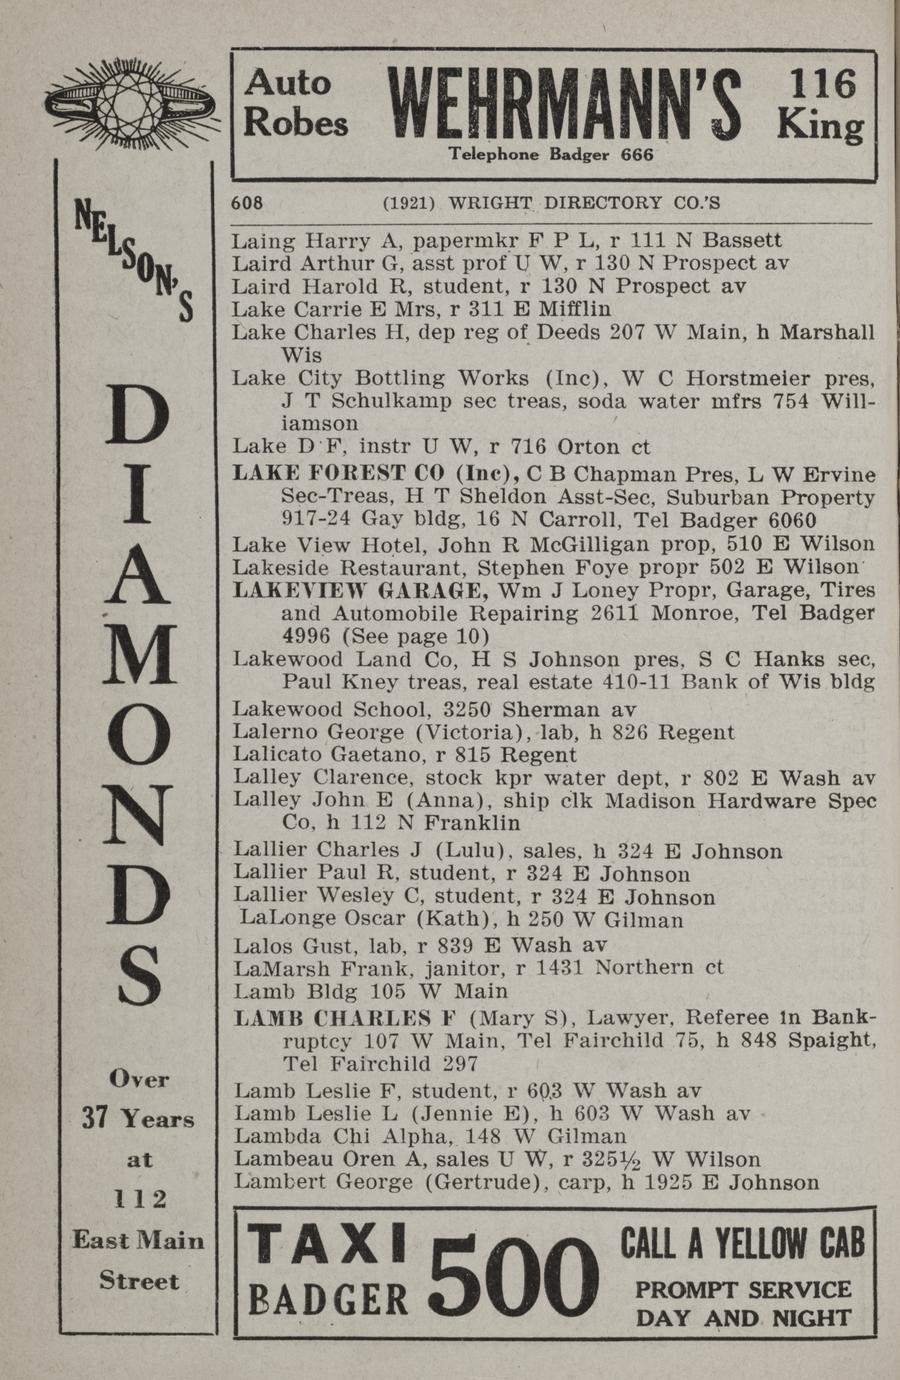 Auto
Robes
WEHRMANN'S
116
King
Telephone Badger 666
608 (1921) WRIGHT DIRECTORY CO.'S
Laing Harry A, papermkr F P L, r 111 N Bassett
Laird Arthur G, asst prof U W, r 130 N Prospect av
Laird Harold R, student, r 130 N Prospect av
Lake Carrie E Mrs, r 311 E Mifflin
Lake Charles H, dep reg of Deeds 207 W Main, h Marshall
Wis
Lake City Bottling Works (Inc), W C Horstmeier pres,
J T Schulkamp sec treas, soda water mfrs 754 Will-
iamson
Lake D F, instr U W, r 716 Orton ct
LAKE FOREST CO (Inc), C B Chapman Pres, L W Ervine
Sec-Treas, H T Sheldon Asst-Sec, Suburban Property
917-24 Gay bldg, 16 N Carroll, Tel Badger 6060
Lake View Hotel, John R McGilligan prop, 510 E Wilson
Lakeside Restaurant, Stephen Foye propr 502 E Wilson
LAKEVIEW GARAGE, Wm J Loney Propr, Garage, Tires
and Automobile Repairing 2611 Monroe, Tel Badger
4996 (See page 10)
Lakewood Land Co, H S Johnson pres, S C Hanks sec,
Paul Kney treas, real estate 410-11 Bank of Wis bldg
Lakewood School, 3250 Sherman av
Lalerno George (Victoria), lab, h 826 Regent
Lalicato Gaetano, r 815 Regent
Lalley Clarence, stock kpr water dept, r 802 E Wash av
Lalley John E (Anna), ship clk Madison Hardware Spec
Co, h 112 N Franklin
Lallier Charles J (Lulu), sales, h 324 E Johnson
Lallier Paul R, student, r 324 E Johnson
Lallier Wesley C, student, r 324 E Johnson
LaLonge Oscar (Kath), h 250 W Gilman
Lalos Gust, lab, r 839 E Wash av
LaMarsh Frank, janitor, r 1431 Northern ct
Lamb Bldg 105 W Main
LAMB CHARLES F (Mary S), Lawyer, Referee in Bank-
ruptcy 107 W Main, Tel Fairchild 75, h 848 Spaight,
Tel Fairchild 297
Lamb Leslie F, student, r 603 W Wash av
Lamb Leslie L (Jennie E), h 603 W Wash av
Lambda Chi Alpha, 148 W Gilman
Lambeau Oren A, sales U W, r 325½ W Wilson
Lambert George (Gertrude), carp, h 1925 E Johnson
NELSON'S
DIAMONDS
Over
37 Years
at
112
East Main
Street
TAXI
BADGER
500
CALL A YELLOW CAB
PROMPT SERVICE
DAY AND NIGHT